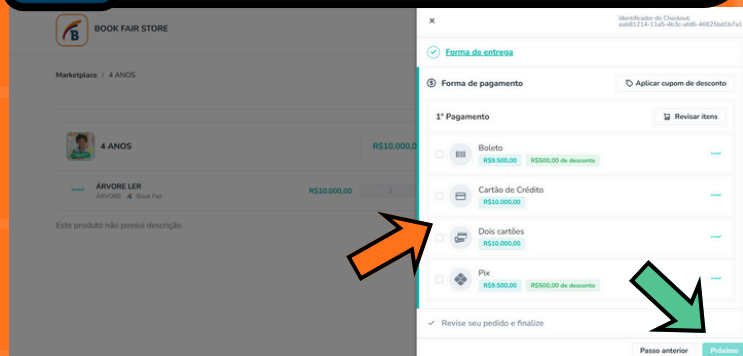 BOOK FAIR STORE
Marketplace / 4 ANOS
4 ANOS
R$10.000,0
ÁRVORE LER
ÁRVORE Book Fair
R$10.000,00
1
Este produto não possui descrição.
×
Identificador do Checkout:
Forma de entrega
Forma de pagamento
Aplicar cupom de desconto
1º Pagamento
Revisar itens
Boleto
R$9.500,00 R$500,00 de desconto
Cartão de Crédito
R$10.000,00
Dois cartões
R$10.000,00
Pix
R$9.500,00 R$500,00 de desconto
Revise seu pedido e finalize
Passo anterior
Próximo